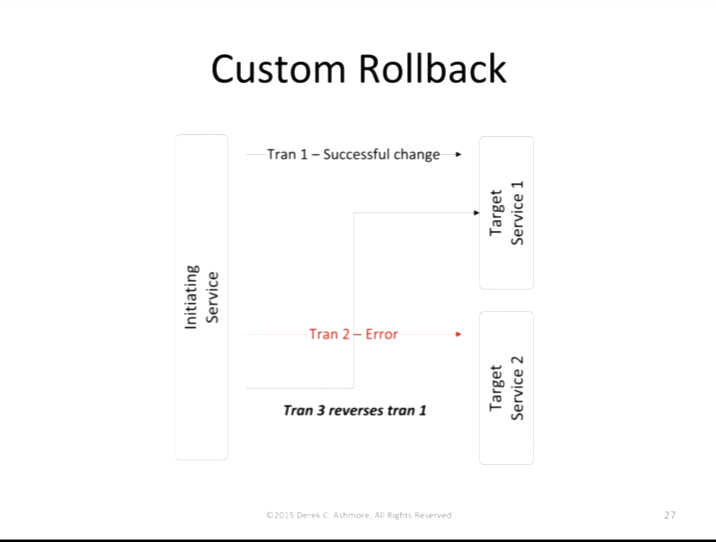 Custom Rollback
Tran 1 – Successful change
Target
Service 1
Initiating
Service
Tran 2 – Error
Target
Service 2
Tran 3 reverses tran 1
©2015 Derek C. Ashmore, All Rights Reserved
27